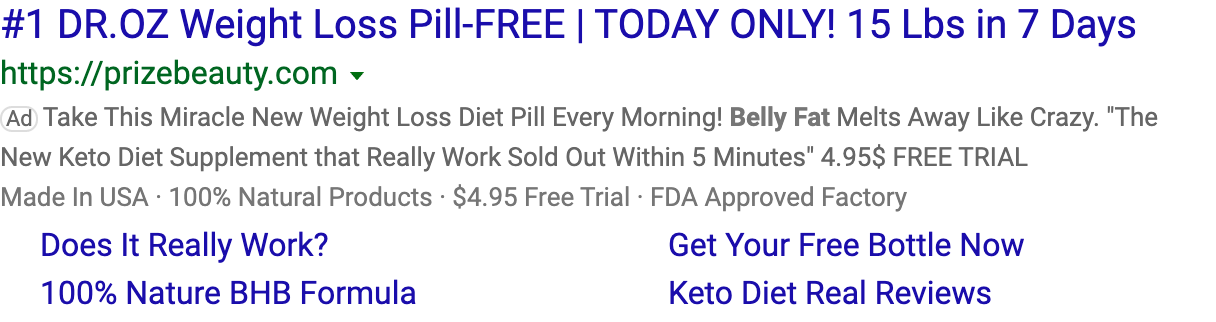 #1 DR.OZ Weight Loss Pill-FREE | TODAY ONLY! 15 Lbs in 7 Days
https://prizebeauty.com
Ad Take This Miracle New Weight Loss Diet Pill Every Morning! Belly Fat Melts Away Like Crazy. "The
New Keto Diet Supplement that Really Work Sold Out Within 5 Minutes" 4.95$ FREE TRIAL
Made In USA · 100% Natural Products · $4.95 Free Trial · FDA Approved Factory
Does It Really Work? Get Your Free Bottle Now
100% Nature BHB Formula Keto Diet Real Reviews